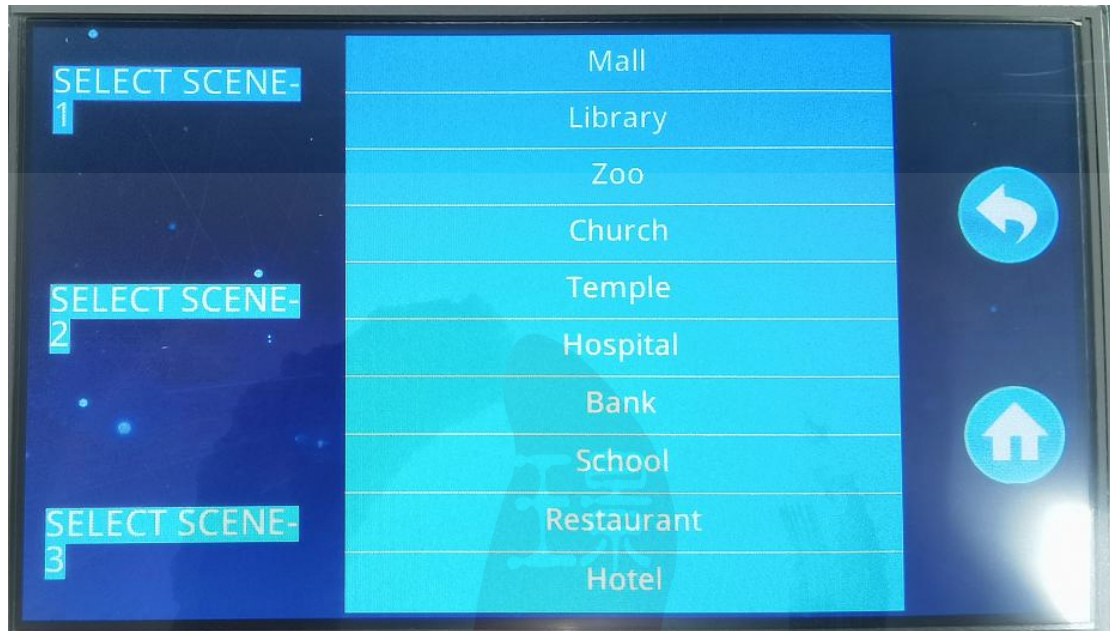 SELECT SCENE-
1
SELECT SCENE-
2
SELECT SCENE-
3
Mall
Library
Zoo
Church
Temple
Hospital
Bank
School
Restaurant
Hotel